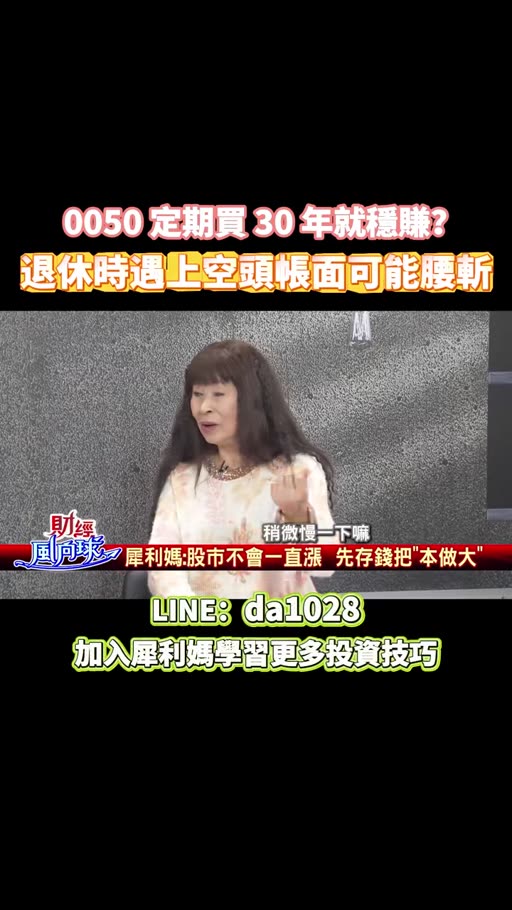 0050 定期買 30 年就穩賺?
退休時遇上空頭帳面可能腰斬
稍微慢一下嘛
財經
風向球
犀利媽:股市不會一直漲 先存錢把"本做大"
LINE：da1028
加入犀利媽學習更多投資技巧